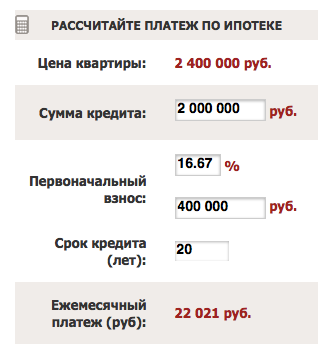 РАССЧИТАЙТЕ ПЛАТЕЖ ПО ИПОТЕКЕ
Цена квартиры: 2 400 000 руб.
Сумма кредита: 2 000 000 руб.
16.67 %
Первоначальный
взнос: 400 000 руб.
Срок кредита 20
(лет):
Ежемесячный
платеж (руб): 22 021 руб.